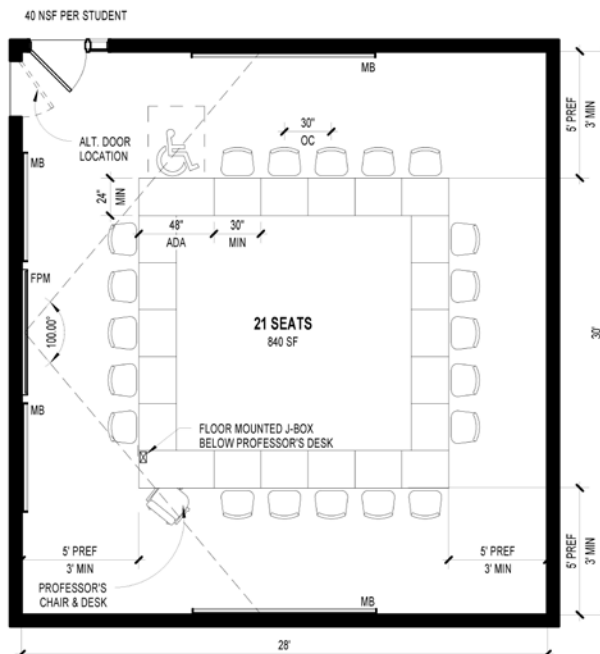 40 NSF PER STUDENT
MB
5' PREF
3' MIN
ALT. DOOR
LOCATION
30"
OC
MB
24"
MIN
48"
ADA
30"
MIN
FPM
100.00°
21 SEATS
840 SF
30'
MB
FLOOR MOUNTED J-BOX
BELOW PROFESSOR'S DESK
5' PREF
3' MIN
5' PREF
3' MIN
5' PREF
3' MIN
PROFESSOR'S
CHAIR & DESK
MB
28'